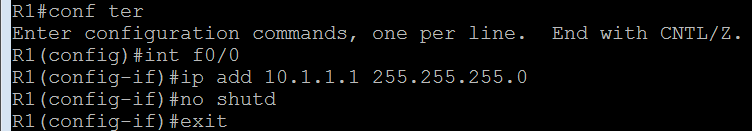 R1#conf ter
Enter configuration commands, one per line.  End with CNTL/Z.
R1(config)#int f0/0
R1(config-if)#ip add 10.1.1.1 255.255.255.0
R1(config-if)#no shutd
R1(config-if)#exit